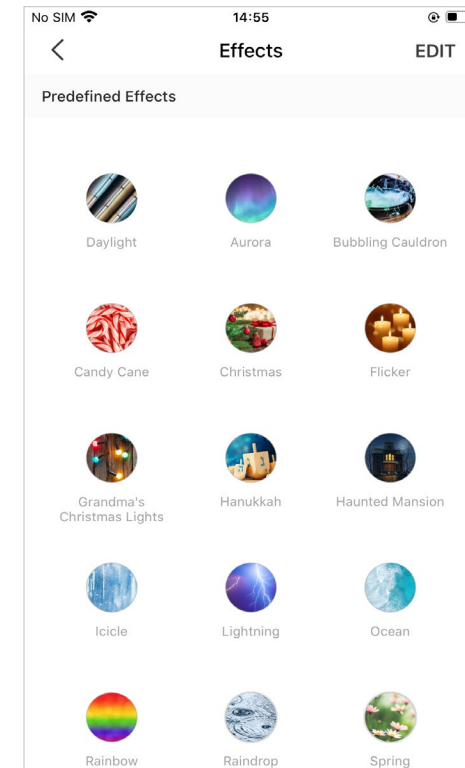 No SIM 14:55
Effects EDIT
Predefined Effects
Daylight Aurora Bubbling Cauldron
Candy Cane Christmas Flicker
Grandma's
Christmas Lights Hanukkah Haunted Mansion
Icicle Lightning Ocean
Rainbow Raindrop Spring